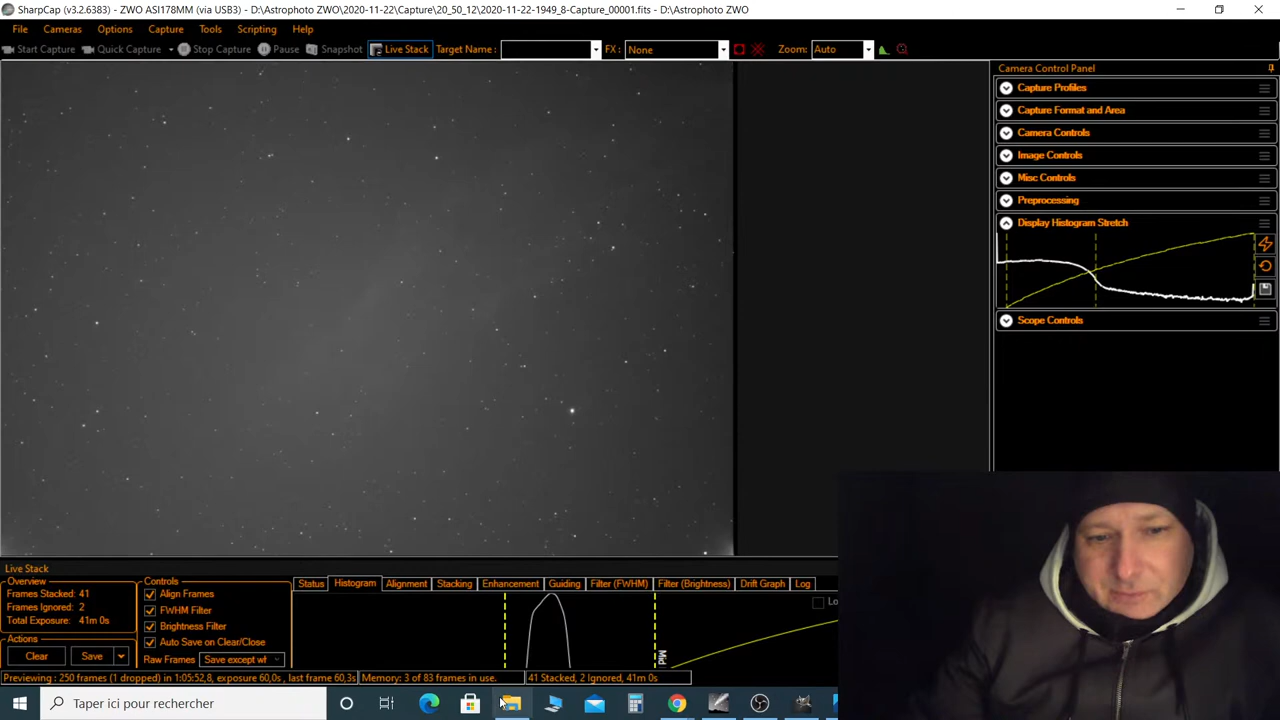 SharpCap (v3.2.6383) - ZWO ASI178MM (via USB3) - D:\Astrophoto ZWO\2020-11-22\Capture\20_50_12\2020-11-22-1949_8-Capture_00001.fits - D:\Astrophoto ZWO
File Cameras Options Capture Tools Scripting Help
Start Capture Quick Capture Stop Capture Pause Snapshot Live Stack Target Name : FX : None Zoom: Auto
Camera Control Panel
Capture Profiles
Capture Format and Area
Camera Controls
Image Controls
Misc Controls
Preprocessing
Display Histogram Stretch
Scope Controls
Live Stack
Overview
Frames Stacked: 41
Frames Ignored: 2
Total Exposure: 41m 0s
Actions
Clear Save
Controls
Align Frames
FWHM Filter
Brightness Filter
Auto Save on Clear/Close
Raw Frames Save except wl
Status Histogram Alignment Stacking Enhancement Guiding Filter (FWHM) Filter (Brightness) Drift Graph Log
Lo
Mid
Previewing : 250 frames (1 dropped) in 1:05:52,8, exposure 60,0s , last frame 60,3s Memory: 3 of 83 frames in use. 41 Stacked, 2 Ignored, 41m 0s
Taper ici pour rechercher